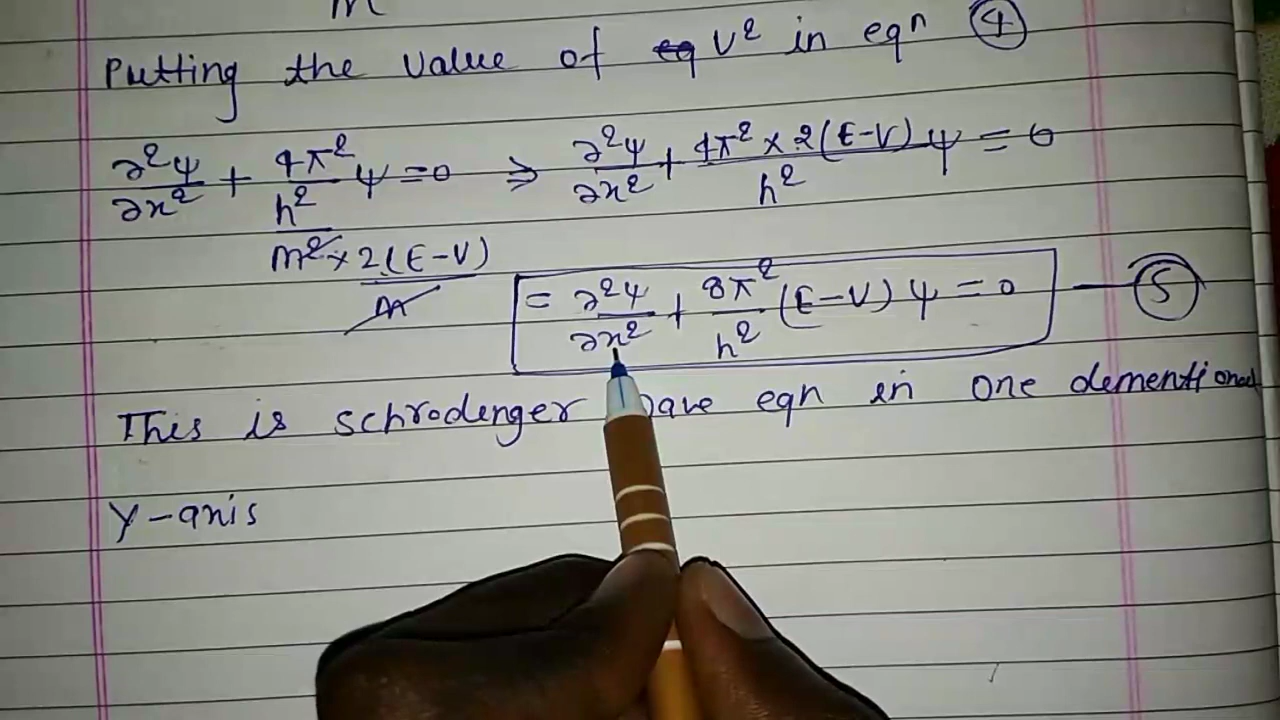 m
Putting the value of eq v² in eqⁿ ④
∂²ψ/∂x² + 4π²/h² ψ = 0 ⇒ ∂²ψ/∂x² + 4π² × 2(E-V)/h² ψ = 0
m² × 2(E-V)/m
= ∂²ψ/∂x² + 8π²/h² (E-V) ψ = 0 — ⑤
This is schrodenger wave eqn in one dementional
Y-axis